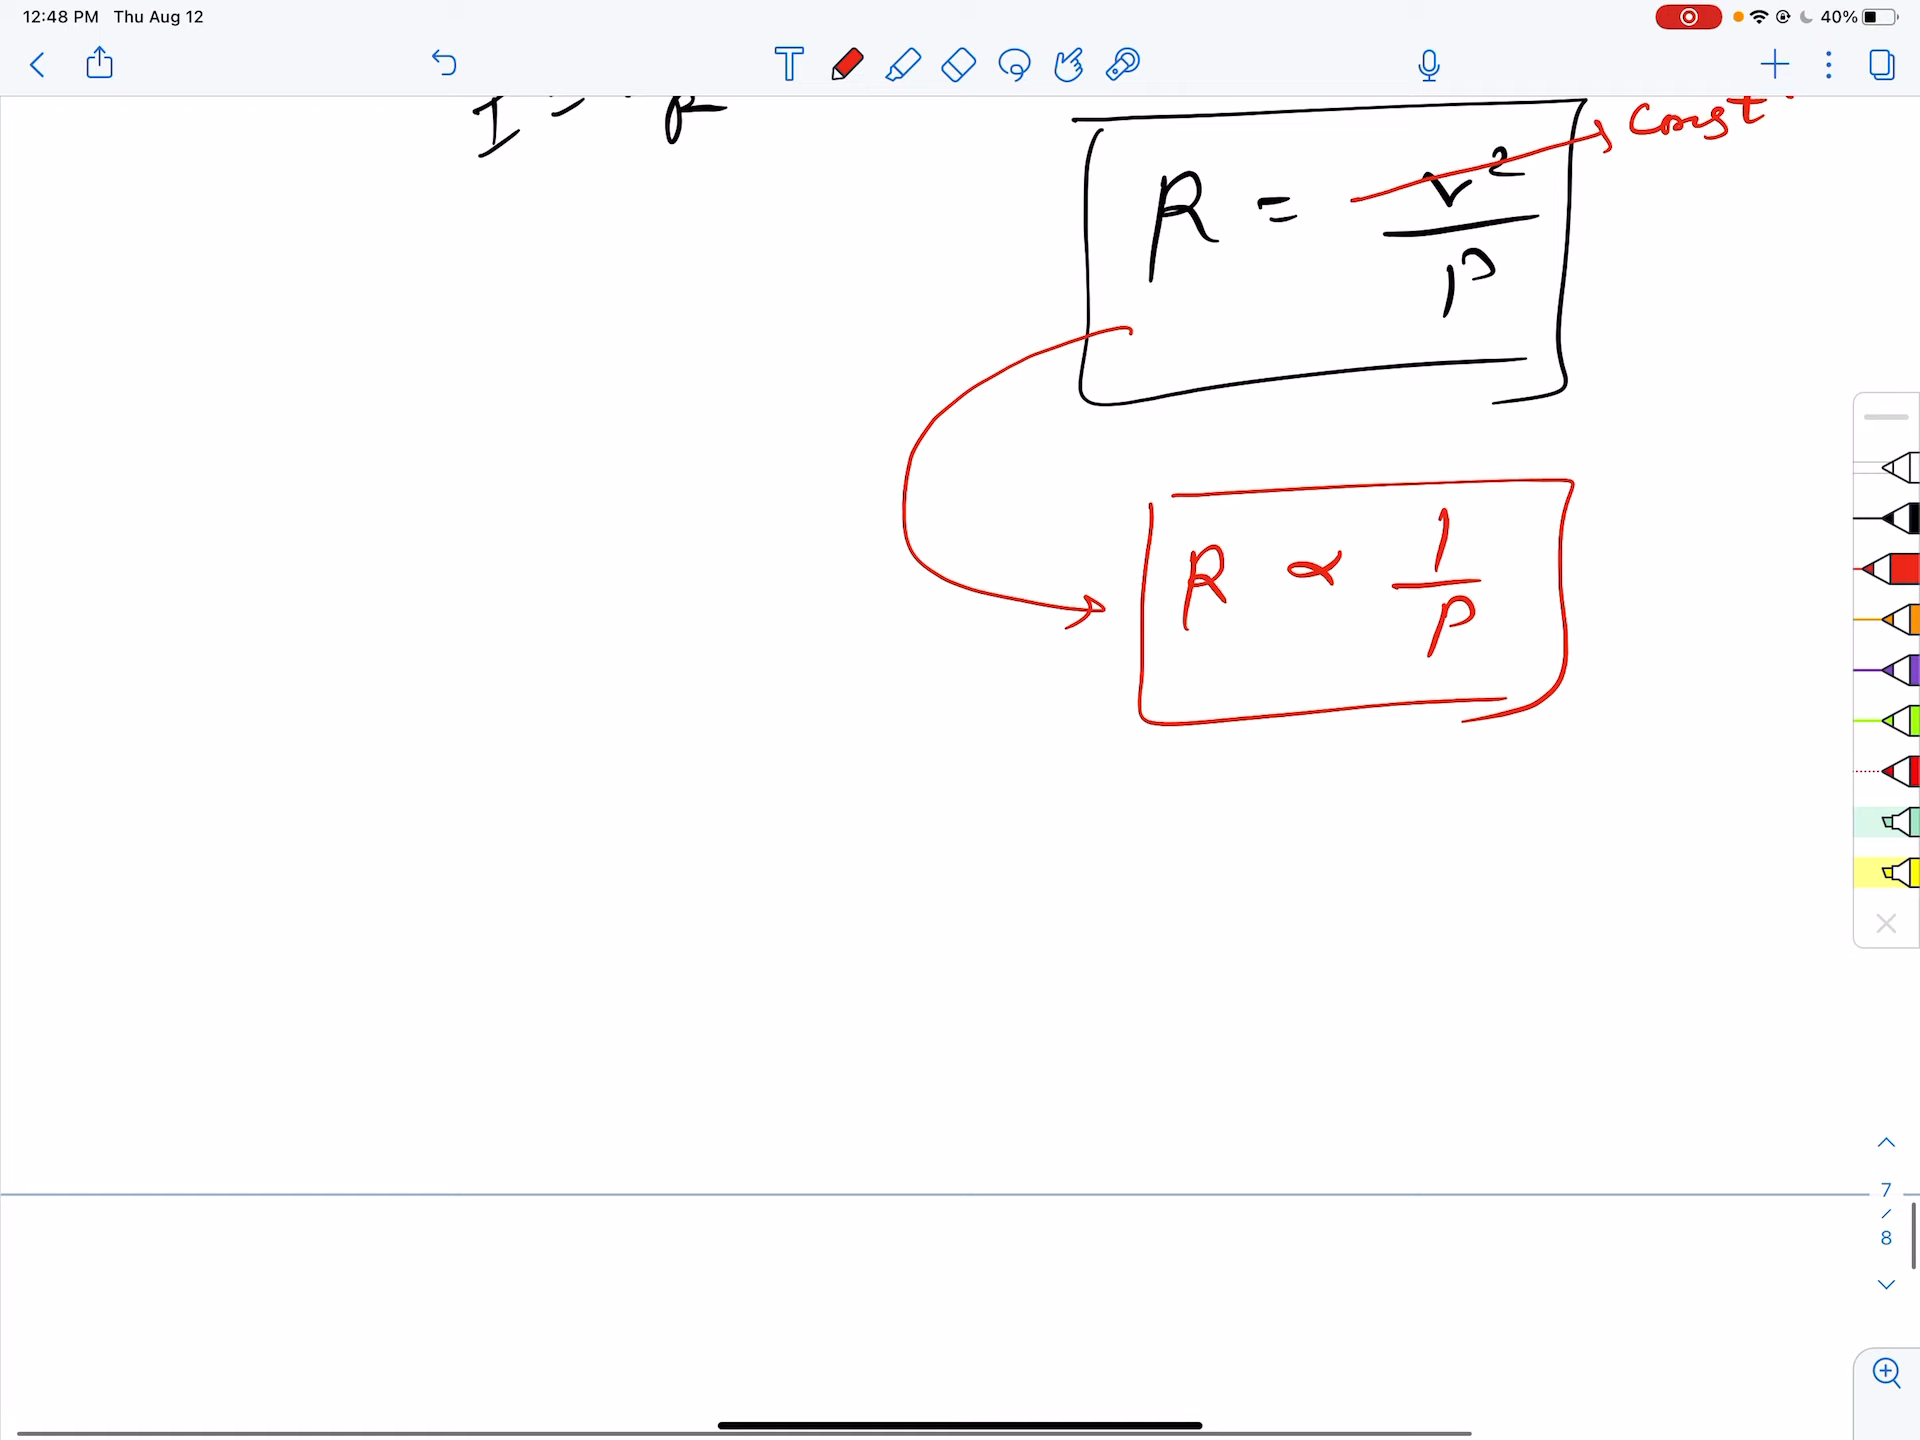 12:48 PM Thu Aug 12
40%
T
const
R = v²/P
R ∝ 1/P
7
/
8